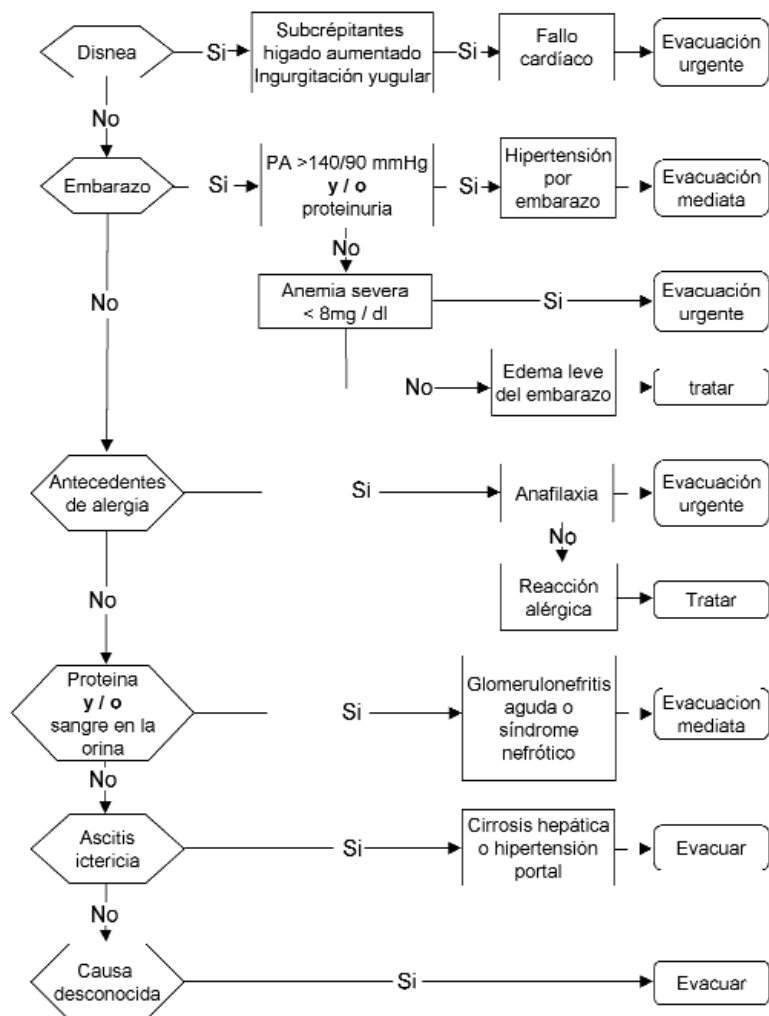 Disnea
Si
Subcrépitantes
higado aumentado
Ingurgitación yugular
Si
Fallo
cardíaco
Evacuación
urgente
No
Embarazo
Si
PA >140/90 mmHg
y / o
proteinuria
Si
Hipertensión
por
embarazo
Evacuación
mediata
No
No
Anemia severa
< 8mg / dl
Si
Evacuación
urgente
No
Edema leve
del embarazo
tratar
Antecedentes
de alergia
Si
Anafilaxia
Evacuación
urgente
No
No
Reacción
alérgica
Tratar
Proteina
y / o
sangre en la
orina
Si
Glomerulonefritis
aguda o
síndrome
nefrótico
Evacuacion
mediata
No
Ascitis
ictericia
Si
Cirrosis hepática
o hipertensión
portal
Evacuar
No
Causa
desconocida
Si
Evacuar